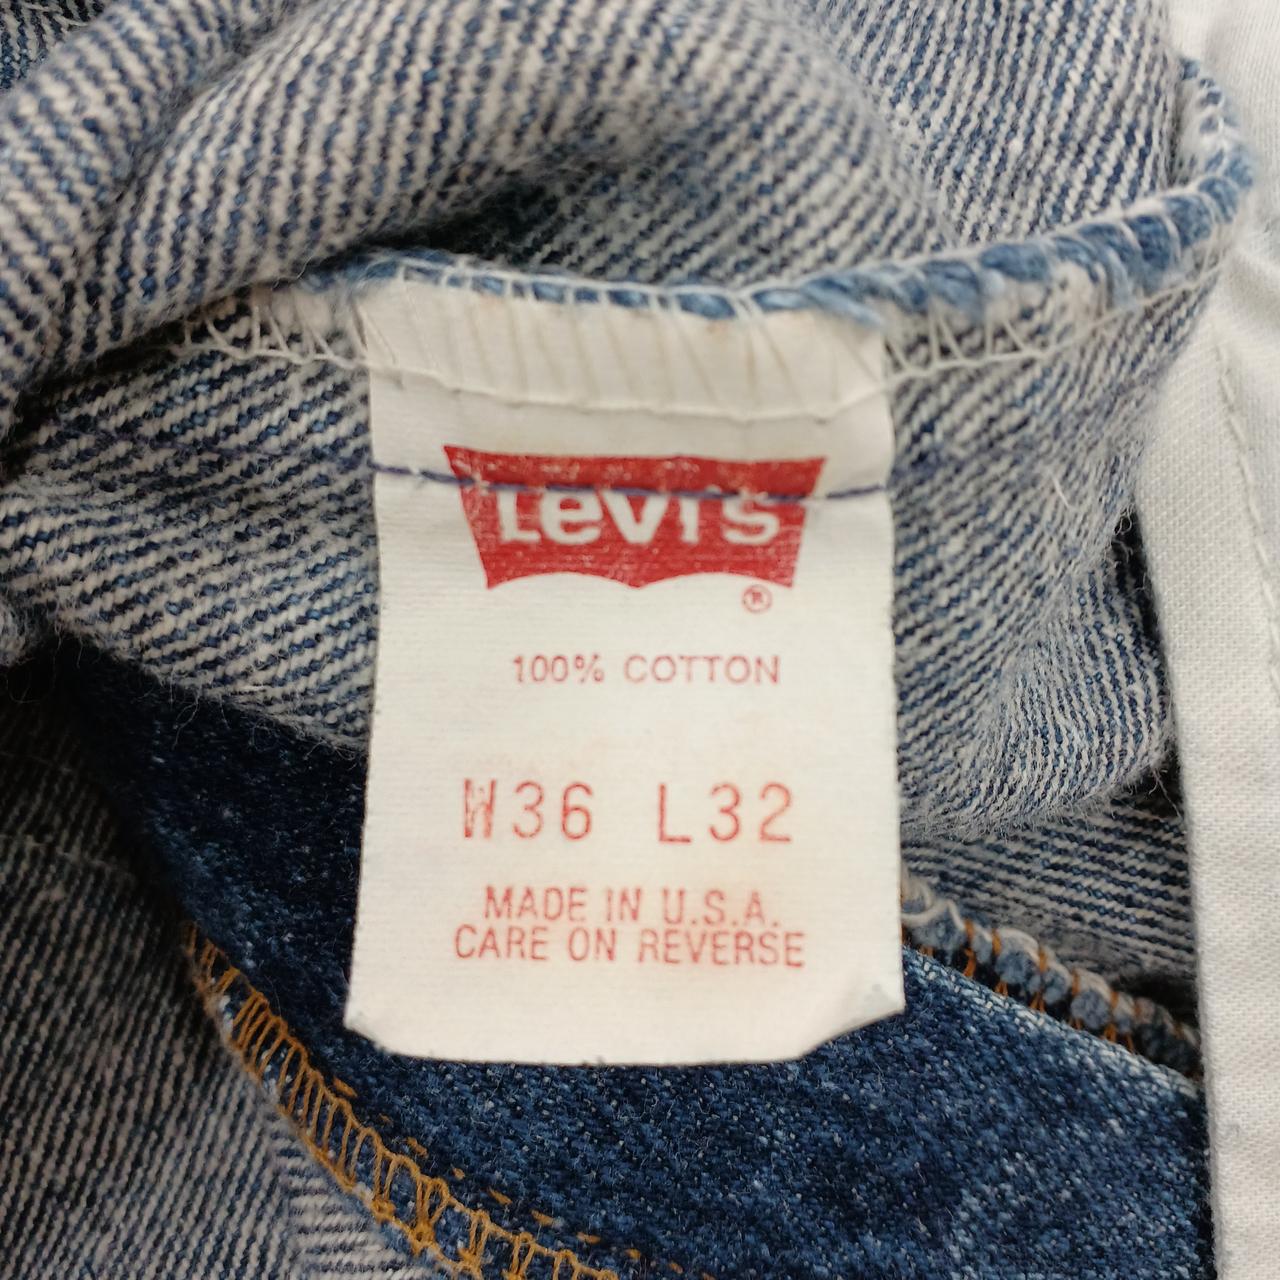 Levi's
®
100% COTTON
W36 L32
MADE IN U.S.A.
CARE ON REVERSE